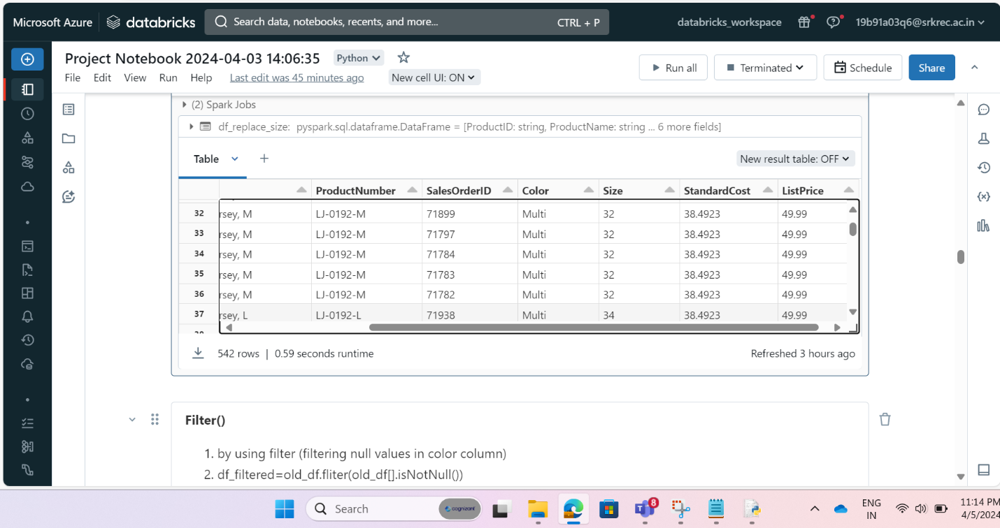 Microsoft Azure databricks Search data, notebooks, recents, and more... CTRL + P databricks_workspace 19b91a03q6@srkrec.ac.in
Project Notebook 2024-04-03 14:06:35 Python
File Edit View Run Help Last edit was 45 minutes ago New cell UI: ON
Run all Terminated Schedule Share
(2) Spark Jobs
df_replace_size: pyspark.sql.dataframe.DataFrame = [ProductID: string, ProductName: string ... 6 more fields]
Table + New result table: OFF
ProductNumber SalesOrderID Color Size StandardCost ListPrice
32 rsey, M LJ-0192-M 71899 Multi 32 38.4923 49.99
33 rsey, M LJ-0192-M 71797 Multi 32 38.4923 49.99
34 rsey, M LJ-0192-M 71784 Multi 32 38.4923 49.99
35 rsey, M LJ-0192-M 71783 Multi 32 38.4923 49.99
36 rsey, M LJ-0192-M 71782 Multi 32 38.4923 49.99
37 rsey, L LJ-0192-L 71938 Multi 34 38.4923 49.99
542 rows | 0.59 seconds runtime Refreshed 3 hours ago
Filter()
1. by using filter (filtering null values in color column)
2. df_filtered=old_df.fliter(old_df[].isNotNull())
Search cognizant 8 ENG 11:14 PM
IN 4/5/2024